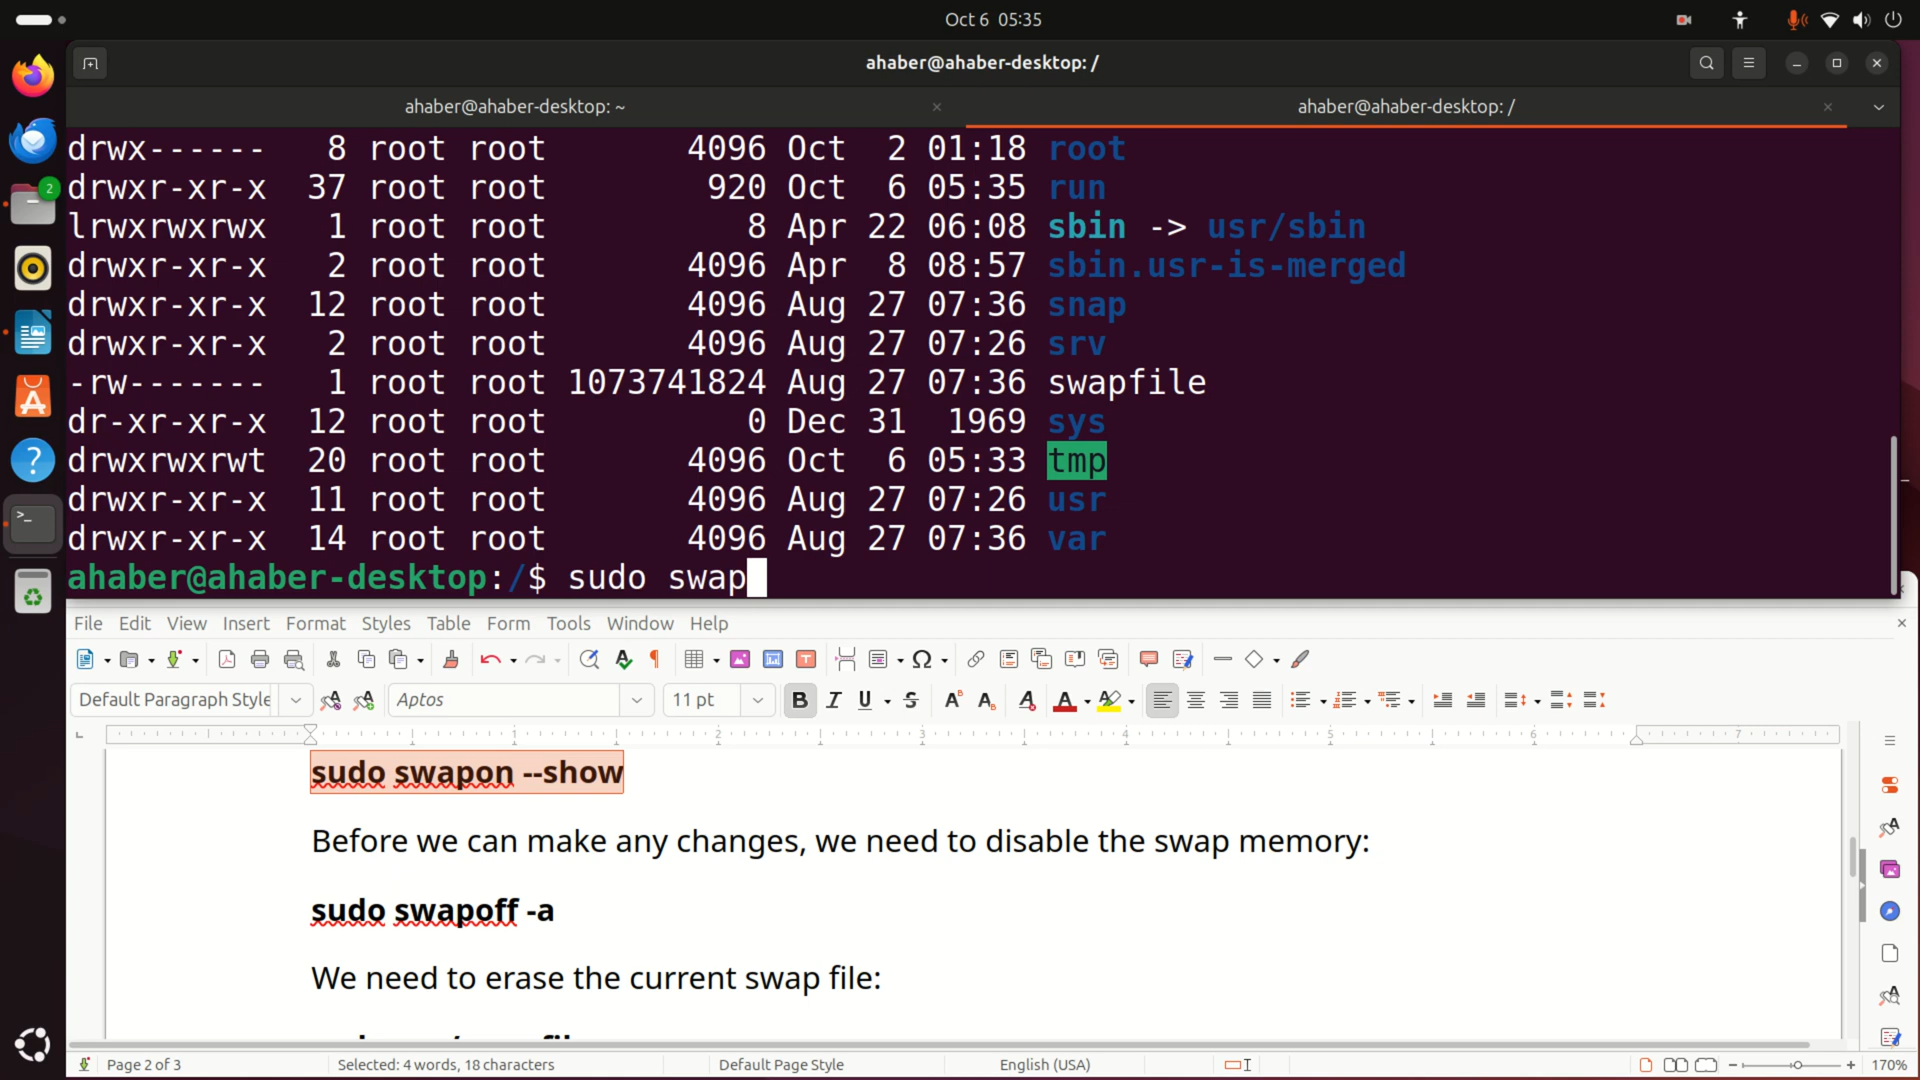 Oct 6 05:35
ahaber@ahaber-desktop: /
ahaber@ahaber-desktop: ~
ahaber@ahaber-desktop: /
drwx------ 8 root root 4096 Oct 2 01:18 root
drwxr-xr-x 37 root root 920 Oct 6 05:35 run
lrwxrwxrwx 1 root root 8 Apr 22 06:08 sbin -> usr/sbin
drwxr-xr-x 2 root root 4096 Apr 8 08:57 sbin.usr-is-merged
drwxr-xr-x 12 root root 4096 Aug 27 07:36 snap
drwxr-xr-x 2 root root 4096 Aug 27 07:26 srv
-rw------- 1 root root 1073741824 Aug 27 07:36 swapfile
dr-xr-xr-x 12 root root 0 Dec 31 1969 sys
drwxrwxrwt 20 root root 4096 Oct 6 05:33 tmp
drwxr-xr-x 11 root root 4096 Aug 27 07:26 usr
drwxr-xr-x 14 root root 4096 Aug 27 07:36 var
ahaber@ahaber-desktop:/$ sudo swap
File Edit View Insert Format Styles Table Form Tools Window Help
Default Paragraph Style Aptos 11 pt
1 2 3 4 5 6 7
sudo swapon --show
Before we can make any changes, we need to disable the swap memory:
sudo swapoff -a
We need to erase the current swap file:
Page 2 of 3 Selected: 4 words, 18 characters Default Page Style English (USA) 170%